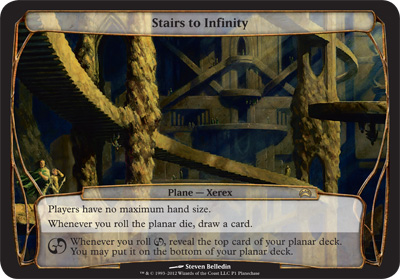 Stairs to Infinity
Plane — Xerex
Players have no maximum hand size.
Whenever you roll the planar die, draw a card.
Whenever you roll , reveal the top card of your planar deck.
You may put it on the bottom of your planar deck.
Steven Belledin
™ & © 1993–2012 Wizards of the Coast LLC P1 Planechase